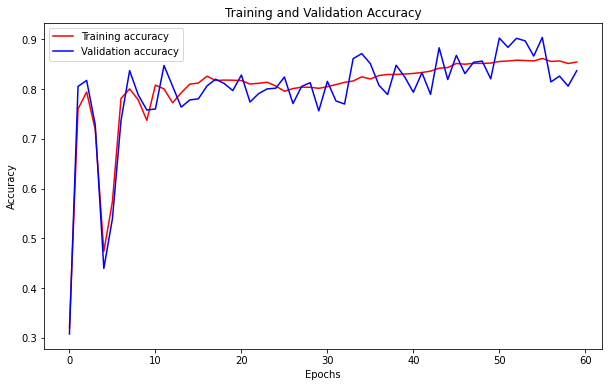 Training and Validation Accuracy
Training accuracy
Validation accuracy
Accuracy
0.9
0.8
0.7
0.6
0.5
0.4
0.3
0 10 20 30 40 50 60
Epochs